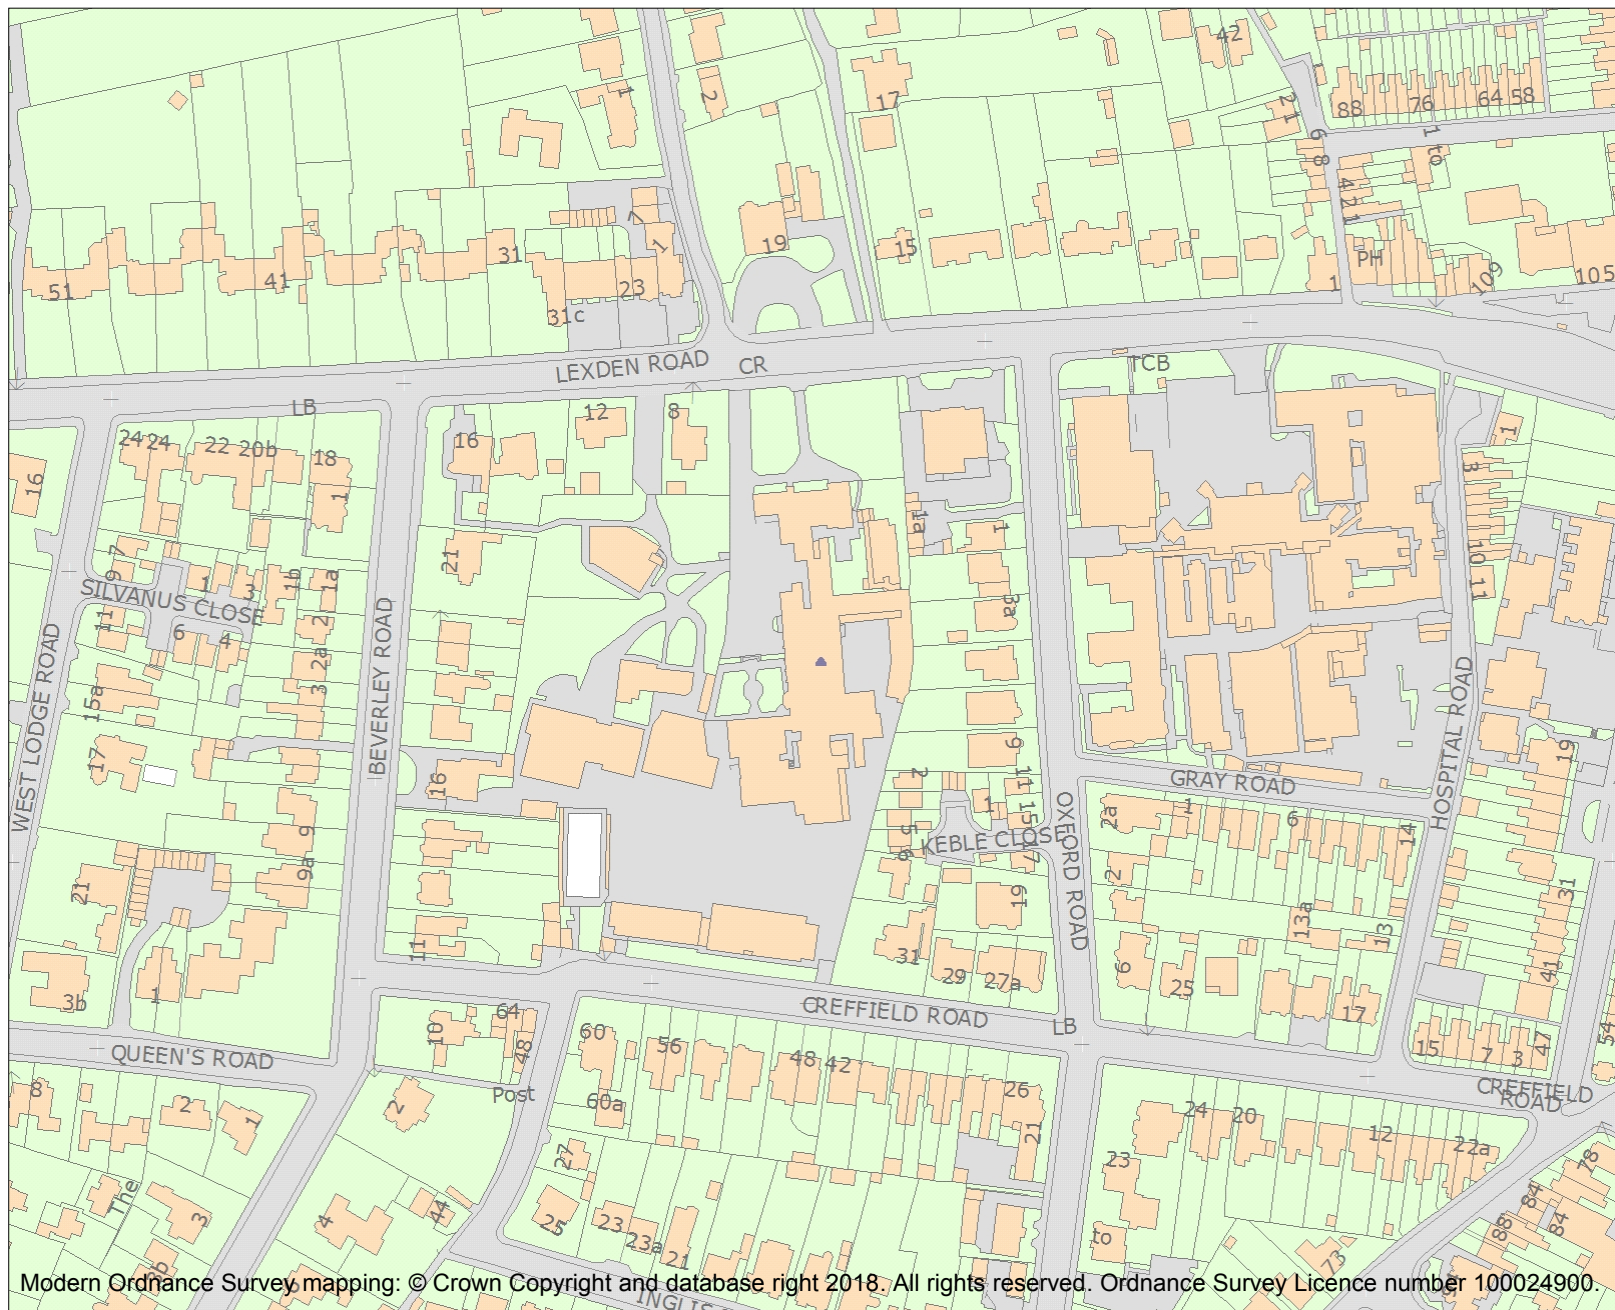 42
1
2
17
21
88
76
64
58
6 8
1 to
4
21
7
1
19
15
31
51
41
23
31c
PH
1
109
105
LEXDEN ROAD
CR
TCB
LB
24
24
22
20b
18
1
16
16
12
8
1
3
21
1a
1
10
11
7
9
SILVANUS CLOSE
1
3
1b
1a
11
6
4
2
2a
3
3a
15a
WEST LODGE ROAD
BEVERLEY ROAD
HOSPITAL ROAD
17
16
9
19
2
11
1
15
17
GRAY ROAD
OXFORD ROAD
KEBLE CLOSE
5
6
2a
1
6
14
9
9a
21
2
19
31
13a
13
11
31
29
27a
6
25
17
41
3b
1
CREFFIELD ROAD
LB
QUEEN'S ROAD
10
64
48
60
56
48
42
15
7
3
47
54
Post
60a
26
21
CREFFIELD
ROAD
8
2
1
2
24
20
12
22a
27
23
78
The
3
4
44
25
23
23a
21
to
84
84
88
73
3b
INGLIS
Modern Ordnance Survey mapping: © Crown Copyright and database right 2018. All rights reserved. Ordnance Survey Licence number 100024900.